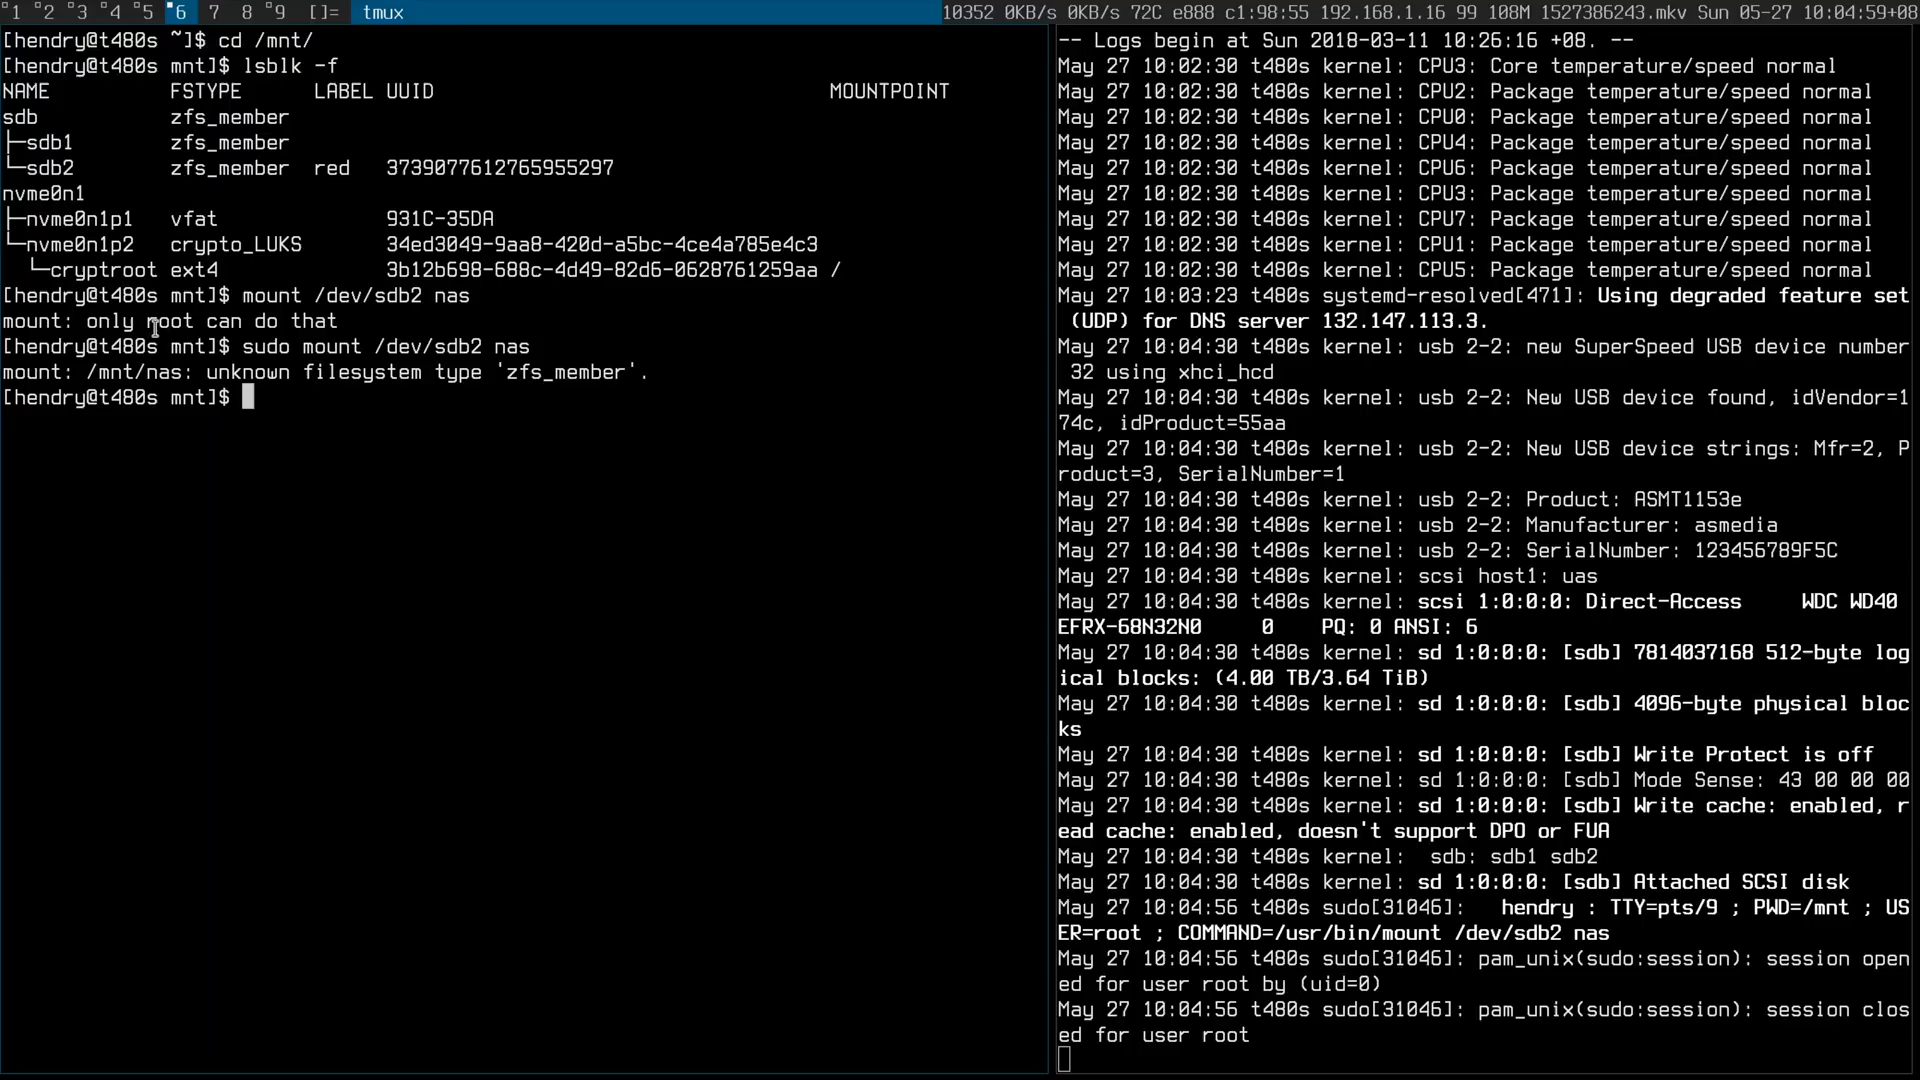 1 2 3 4 5 6 7 8 9 []= tmux 10352 0KB/s 0KB/s 72C e888 c1:98:55 192.168.1.16 99 108M 1527386243.mkv Sun 05-27 10:04:59+08
[hendry@t480s ~]$ cd /mnt/
[hendry@t480s mnt]$ lsblk -f
NAME FSTYPE LABEL UUID MOUNTPOINT
sdb zfs_member
├─sdb1 zfs_member
└─sdb2 zfs_member red 3739077612765955297
nvme0n1
├─nvme0n1p1 vfat 931C-35DA
└─nvme0n1p2 crypto_LUKS 34ed3049-9aa8-420d-a5bc-4ce4a785e4c3
└─cryptroot ext4 3b12b698-688c-4d49-82d6-0628761259aa /
[hendry@t480s mnt]$ mount /dev/sdb2 nas
mount: only root can do that
[hendry@t480s mnt]$ sudo mount /dev/sdb2 nas
mount: /mnt/nas: unknown filesystem type 'zfs_member'.
[hendry@t480s mnt]$
-- Logs begin at Sun 2018-03-11 10:26:16 +08. --
May 27 10:02:30 t480s kernel: CPU3: Core temperature/speed normal
May 27 10:02:30 t480s kernel: CPU2: Package temperature/speed normal
May 27 10:02:30 t480s kernel: CPU0: Package temperature/speed normal
May 27 10:02:30 t480s kernel: CPU4: Package temperature/speed normal
May 27 10:02:30 t480s kernel: CPU6: Package temperature/speed normal
May 27 10:02:30 t480s kernel: CPU3: Package temperature/speed normal
May 27 10:02:30 t480s kernel: CPU7: Package temperature/speed normal
May 27 10:02:30 t480s kernel: CPU1: Package temperature/speed normal
May 27 10:02:30 t480s kernel: CPU5: Package temperature/speed normal
May 27 10:03:23 t480s systemd-resolved[471]: Using degraded feature set
(UDP) for DNS server 132.147.113.3.
May 27 10:04:30 t480s kernel: usb 2-2: new SuperSpeed USB device number
32 using xhci_hcd
May 27 10:04:30 t480s kernel: usb 2-2: New USB device found, idVendor=1
74c, idProduct=55aa
May 27 10:04:30 t480s kernel: usb 2-2: New USB device strings: Mfr=2, P
roduct=3, SerialNumber=1
May 27 10:04:30 t480s kernel: usb 2-2: Product: ASMT1153e
May 27 10:04:30 t480s kernel: usb 2-2: Manufacturer: asmedia
May 27 10:04:30 t480s kernel: usb 2-2: SerialNumber: 123456789F5C
May 27 10:04:30 t480s kernel: scsi host1: uas
May 27 10:04:30 t480s kernel: scsi 1:0:0:0: Direct-Access WDC WD40
EFRX-68N32N0 0 PQ: 0 ANSI: 6
May 27 10:04:30 t480s kernel: sd 1:0:0:0: [sdb] 7814037168 512-byte log
ical blocks: (4.00 TB/3.64 TiB)
May 27 10:04:30 t480s kernel: sd 1:0:0:0: [sdb] 4096-byte physical bloc
ks
May 27 10:04:30 t480s kernel: sd 1:0:0:0: [sdb] Write Protect is off
May 27 10:04:30 t480s kernel: sd 1:0:0:0: [sdb] Mode Sense: 43 00 00 00
May 27 10:04:30 t480s kernel: sd 1:0:0:0: [sdb] Write cache: enabled, r
ead cache: enabled, doesn't support DPO or FUA
May 27 10:04:30 t480s kernel: sdb: sdb1 sdb2
May 27 10:04:30 t480s kernel: sd 1:0:0:0: [sdb] Attached SCSI disk
May 27 10:04:56 t480s sudo[31046]: hendry : TTY=pts/9 ; PWD=/mnt ; US
ER=root ; COMMAND=/usr/bin/mount /dev/sdb2 nas
May 27 10:04:56 t480s sudo[31046]: pam_unix(sudo:session): session open
ed for user root by (uid=0)
May 27 10:04:56 t480s sudo[31046]: pam_unix(sudo:session): session clos
ed for user root